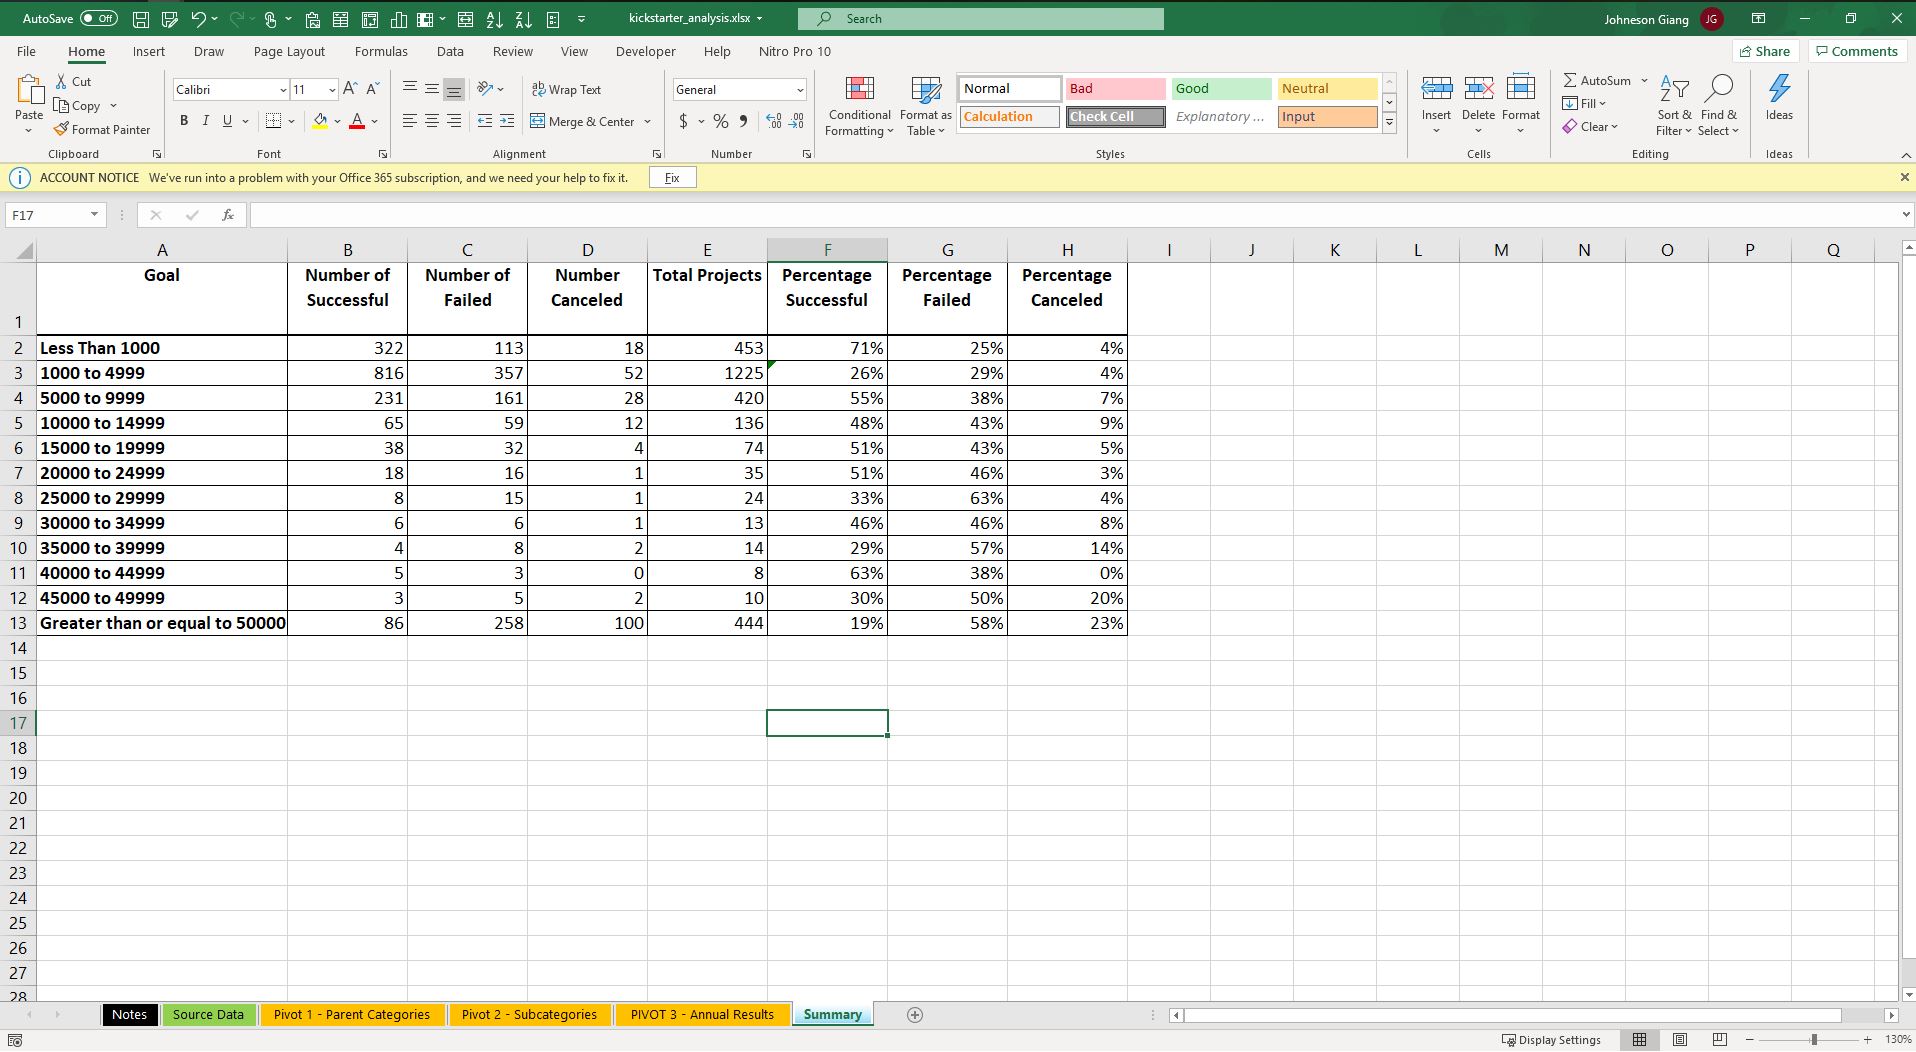 AutoSave Off kickstarter_analysis.xlsx Search Johneson Giang JG
File Home Insert Draw Page Layout Formulas Data Review View Developer Help Nitro Pro 10 Share Comments
Paste Cut Copy Format Painter Clipboard
Calibri 11 B I U A Font
ab Wrap Text Merge & Center Alignment
General $ % Number
Conditional Formatting Format as Table
Normal Bad Good Neutral
Calculation Check Cell Explanatory ... Input
Styles
Insert Delete Format Cells
AutoSum Fill Clear Sort & Filter Find & Select Editing
Ideas Ideas
ACCOUNT NOTICE We've run into a problem with your Office 365 subscription, and we need your help to fix it. Fix
F17 fx
A B C D E F G H I J K L M N O P Q
1 Goal Number of Successful Number of Failed Number Canceled Total Projects Percentage Successful Percentage Failed Percentage Canceled
2 Less Than 1000 322 113 18 453 71% 25% 4%
3 1000 to 4999 816 357 52 1225 26% 29% 4%
4 5000 to 9999 231 161 28 420 55% 38% 7%
5 10000 to 14999 65 59 12 136 48% 43% 9%
6 15000 to 19999 38 32 4 74 51% 43% 5%
7 20000 to 24999 18 16 1 35 51% 46% 3%
8 25000 to 29999 8 15 1 24 33% 63% 4%
9 30000 to 34999 6 6 1 13 46% 46% 8%
10 35000 to 39999 4 8 2 14 29% 57% 14%
11 40000 to 44999 5 3 0 8 63% 38% 0%
12 45000 to 49999 3 5 2 10 30% 50% 20%
13 Greater than or equal to 50000 86 258 100 444 19% 58% 23%
14
15
16
17
18
19
20
21
22
23
24
25
26
27
28
Notes Source Data Pivot 1 - Parent Categories Pivot 2 - Subcategories PIVOT 3 - Annual Results Summary
Display Settings 130%